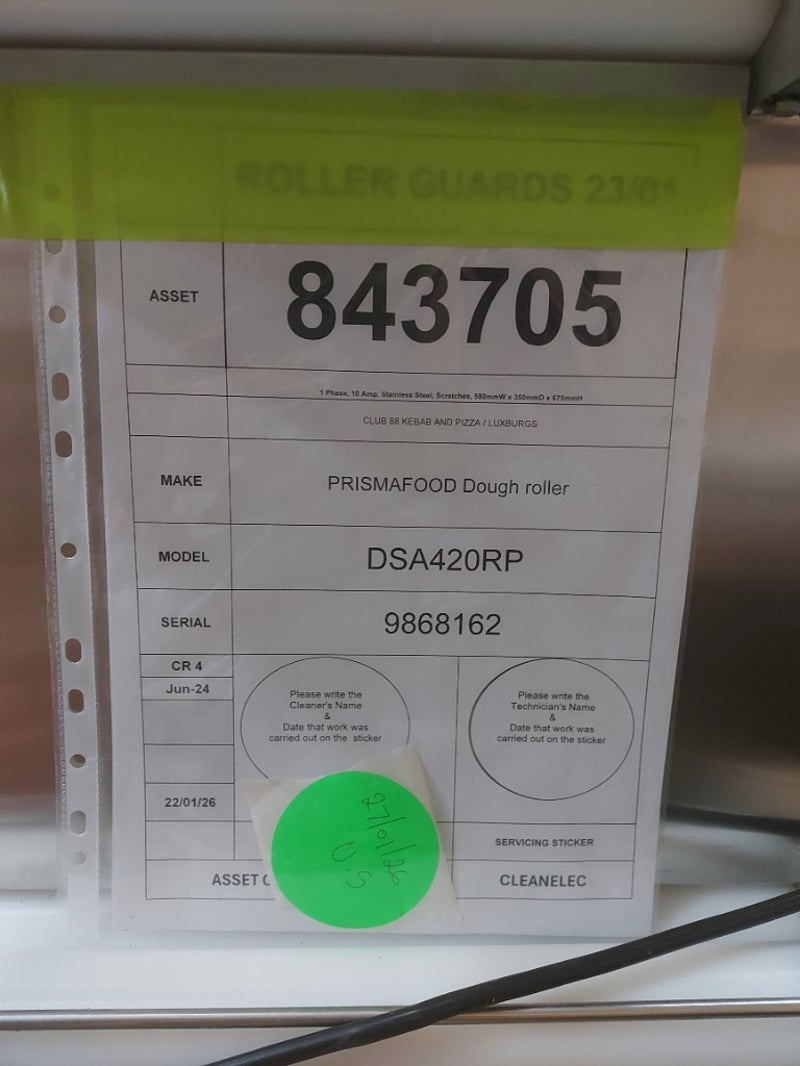 ROLLER GUARDS 23/01
ASSET
843705
1 Phase, 10 Amp, Stainless Steel, Scratches, 580mmW x 350mmD x 675mmH
CLUB 88 KEBAB AND PIZZA / LUXBURGS
MAKE
PRISMAFOOD Dough roller
MODEL
DSA420RP
SERIAL
9868162
CR 4
Jun-24
22/01/26
Please write the
Cleaner's Name
&
Date that work was
carried out on the sticker
Please write the
Technician's Name
&
Date that work was
carried out on the sticker
27/01/26
SERVICING STICKER
ASSET
CLEANELEC